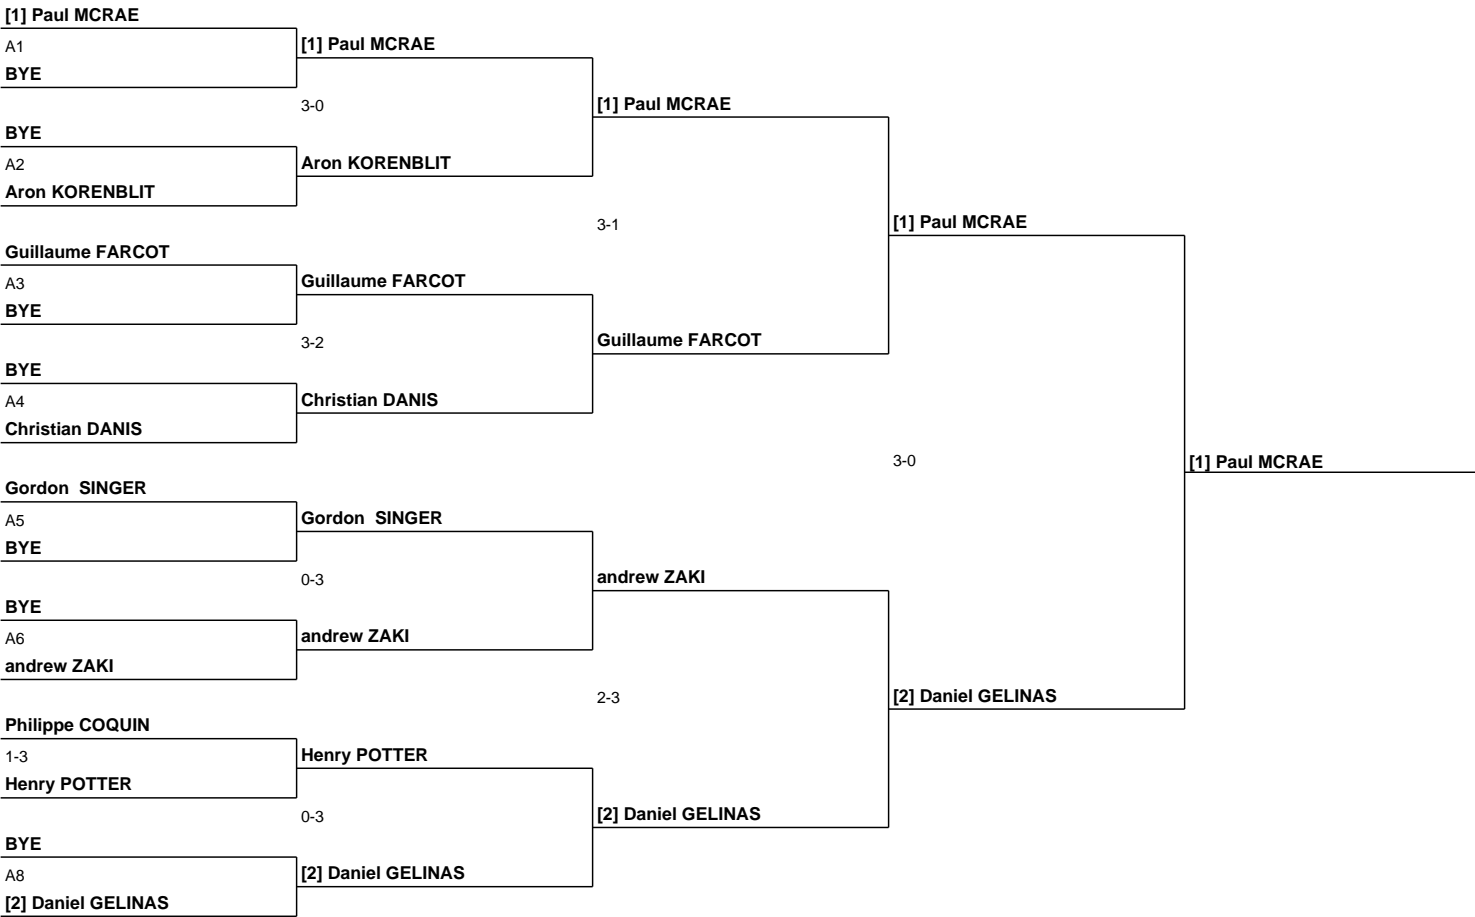 [1] Paul MCRAE
A1
[1] Paul MCRAE
BYE
3-0
[1] Paul MCRAE
BYE
A2
Aron KORENBLIT
Aron KORENBLIT
3-1
[1] Paul MCRAE
Guillaume FARCOT
A3
Guillaume FARCOT
BYE
3-2
Guillaume FARCOT
BYE
A4
Christian DANIS
Christian DANIS
3-0
[1] Paul MCRAE
Gordon  SINGER
A5
Gordon  SINGER
BYE
0-3
andrew ZAKI
BYE
A6
andrew ZAKI
andrew ZAKI
2-3
[2] Daniel GELINAS
Philippe COQUIN
1-3
Henry POTTER
Henry POTTER
0-3
[2] Daniel GELINAS
BYE
A8
[2] Daniel GELINAS
[2] Daniel GELINAS